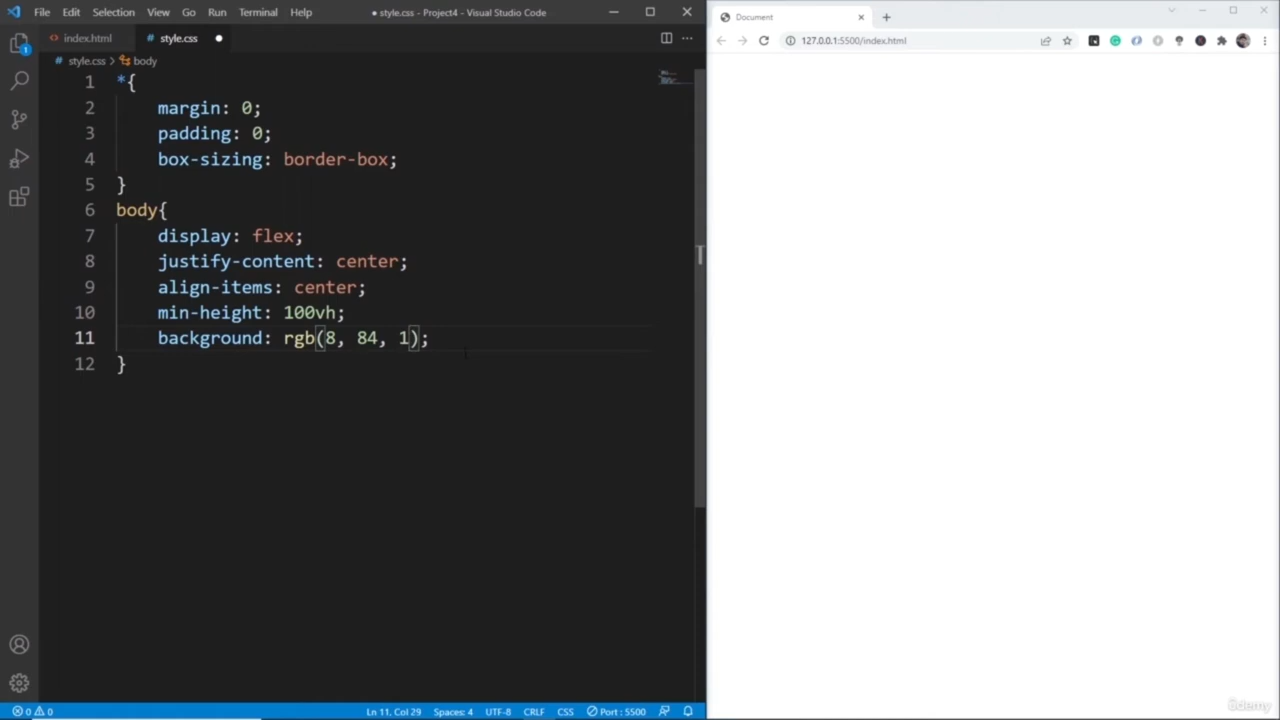 File Edit Selection View Go Run Terminal Help
● style.css - Project4 - Visual Studio Code
index.html
# style.css ●
# style.css > body
1 *{
2 margin: 0;
3 padding: 0;
4 box-sizing: border-box;
5 }
6 body{
7 display: flex;
8 justify-content: center;
9 align-items: center;
10 min-height: 100vh;
11 background: rgb(8, 84, 1);
12 }
1
0 0
Ln 11, Col 29 Spaces: 4 UTF-8 CRLF CSS Port : 5500
Document
127.0.0.1:5500/index.html
ûdemy